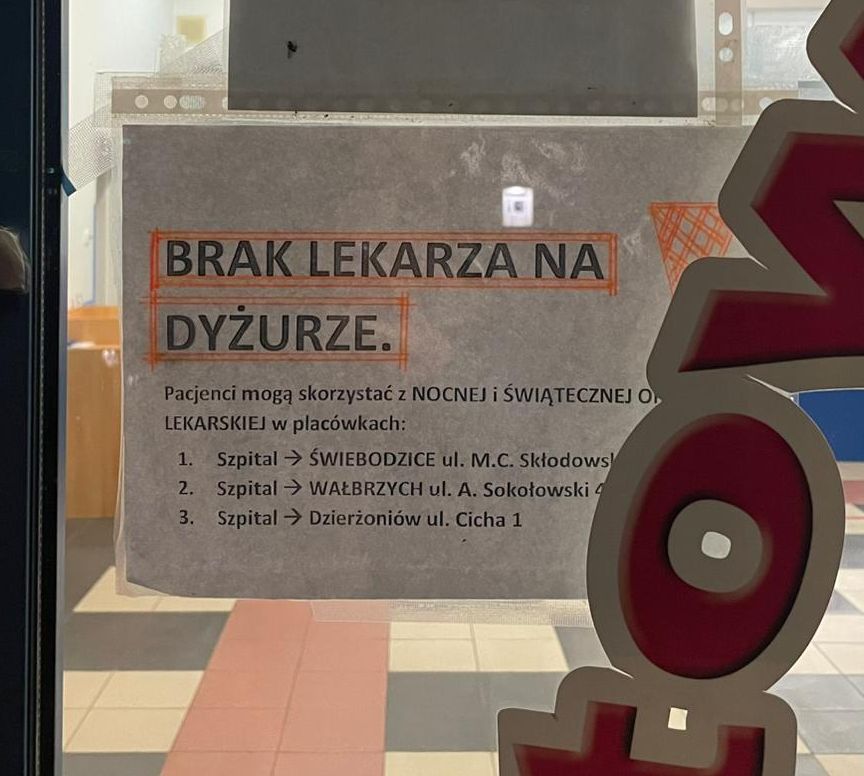 BRAK LEKARZA NA
DYŻURZE.
Pacjenci mogą skorzystać z NOCNEJ i ŚWIĄTECZNEJ
LEKARSKIEJ w placówkach:
1. Szpital → ŚWIEBODZICE ul. M.C.
2. Szpital → WAŁBRZYCH ul. A. Sokołowski
3. Szpital → Dzierżoniów ul. Cicha 1